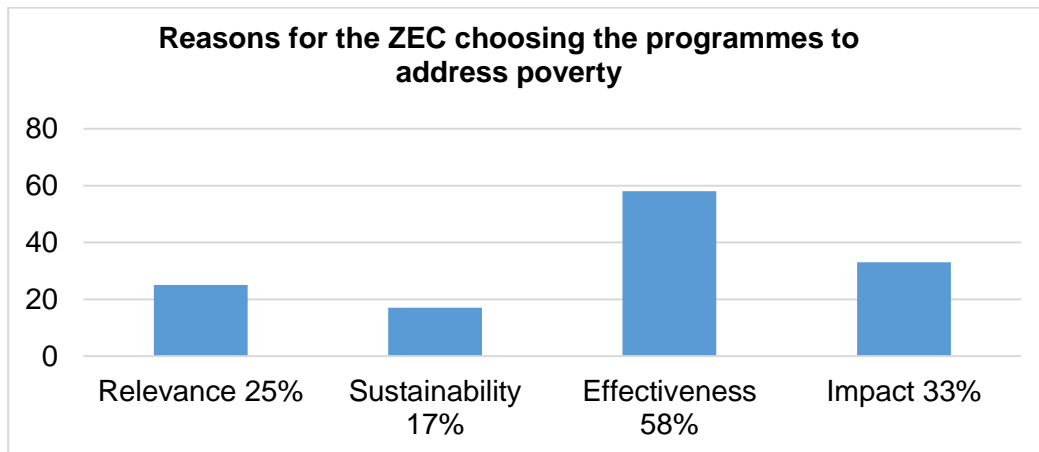 Reasons for the ZEC choosing the programmes to
address poverty
80
60
40
20
0
Relevance 25%
Sustainability
17%
Effectiveness
58%
Impact 33%